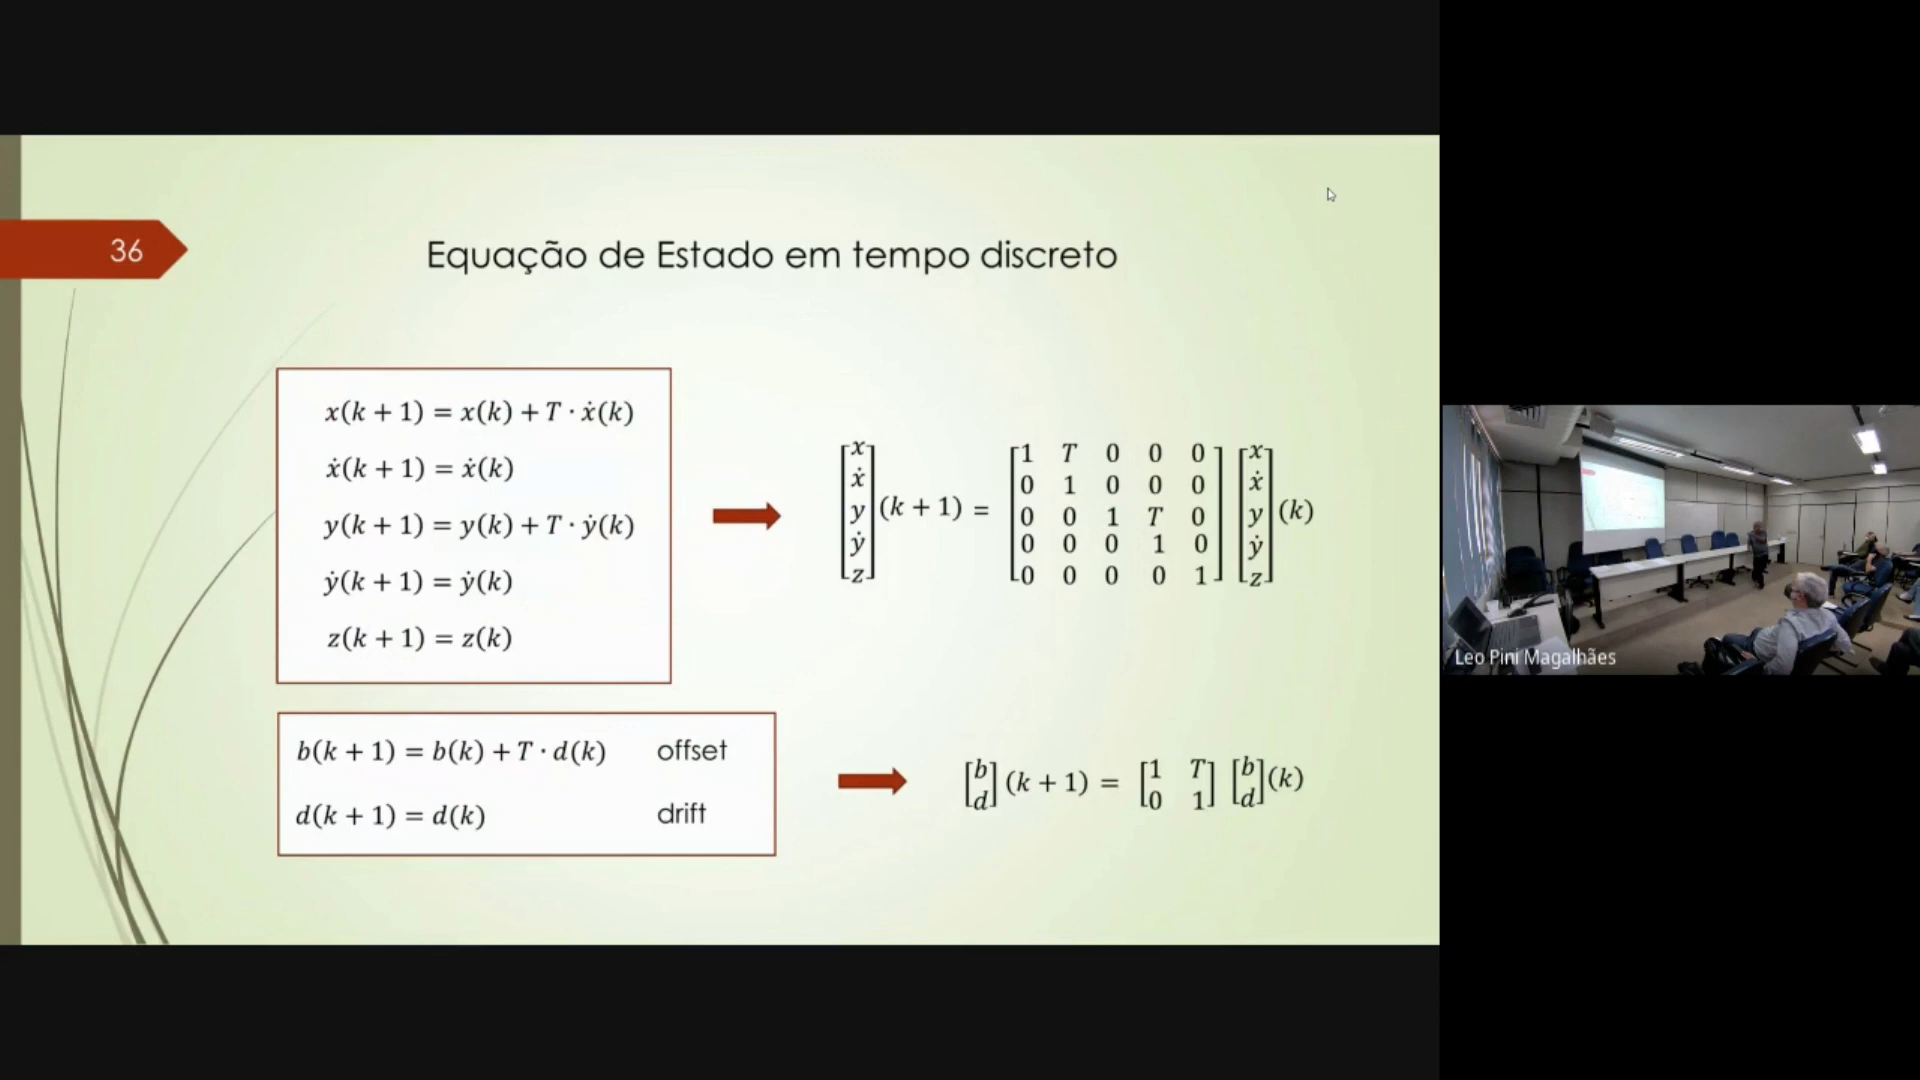 36
Equação de Estado em tempo discreto
x(k + 1) = x(k) + T · ẋ(k)
ẋ(k + 1) = ẋ(k)
y(k + 1) = y(k) + T · ẏ(k)
ẏ(k + 1) = ẏ(k)
z(k + 1) = z(k)
[x ẋ y ẏ z] (k + 1) = [1 T 0 0 0
0 1 0 0 0
0 0 1 T 0
0 0 0 1 0
0 0 0 0 1] [x ẋ y ẏ z] (k)
b(k + 1) = b(k) + T · d(k) offset
d(k + 1) = d(k) drift
[b d] (k + 1) = [1 T
0 1] [b d] (k)
Leo Pini Magalhães